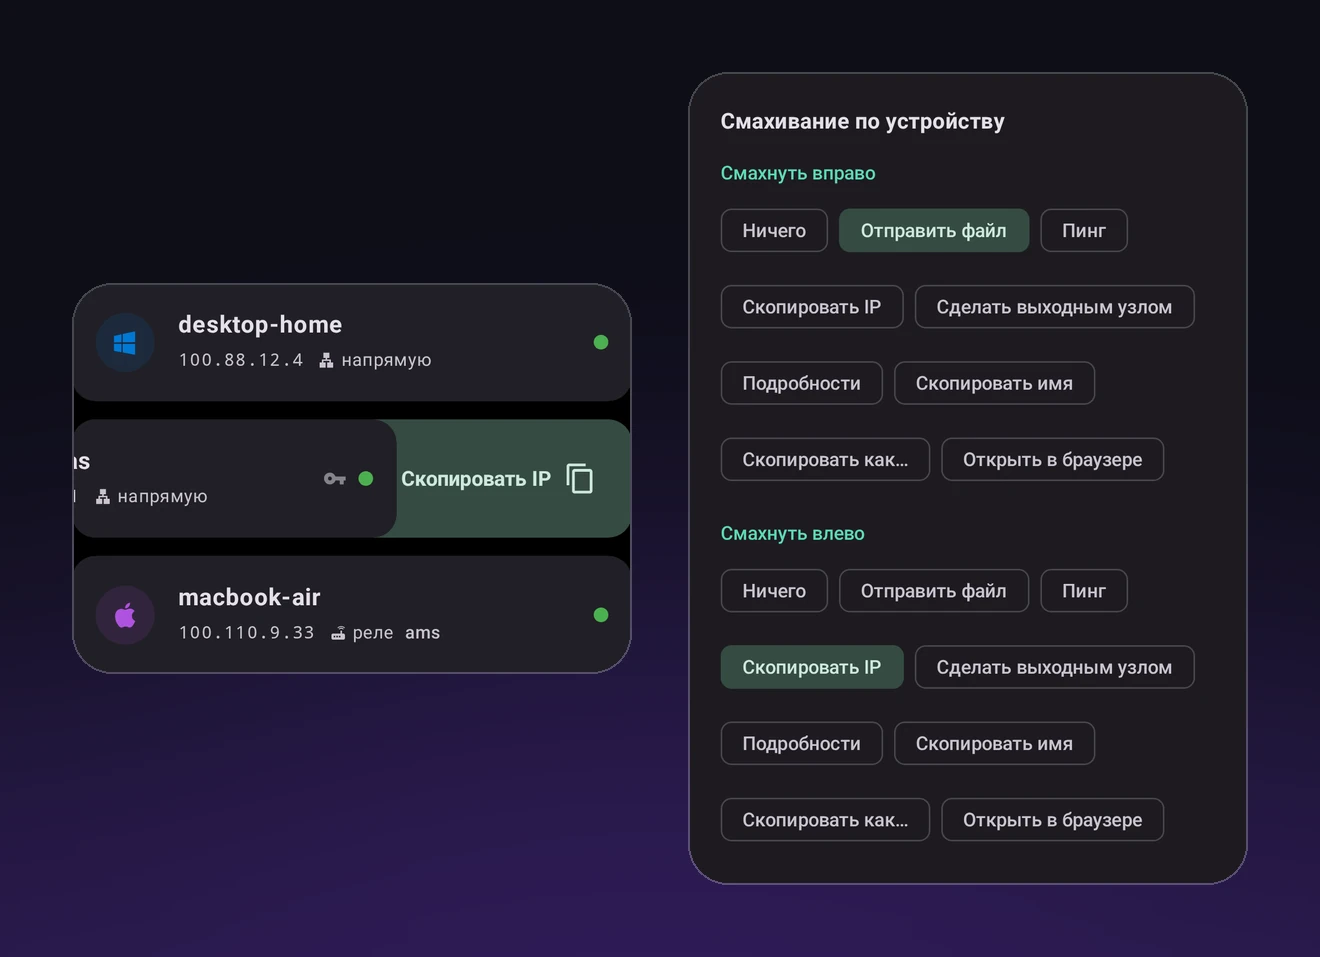 desktop-home
100.88.12.4 напрямую
напрямую
Скопировать IP
macbook-air
100.110.9.33 реле ams
Смахивание по устройству
Смахнуть вправо
Ничего Отправить файл Пинг
Скопировать IP Сделать выходным узлом
Подробности Скопировать имя
Скопировать как... Открыть в браузере
Смахнуть влево
Ничего Отправить файл Пинг
Скопировать IP Сделать выходным узлом
Подробности Скопировать имя
Скопировать как... Открыть в браузере